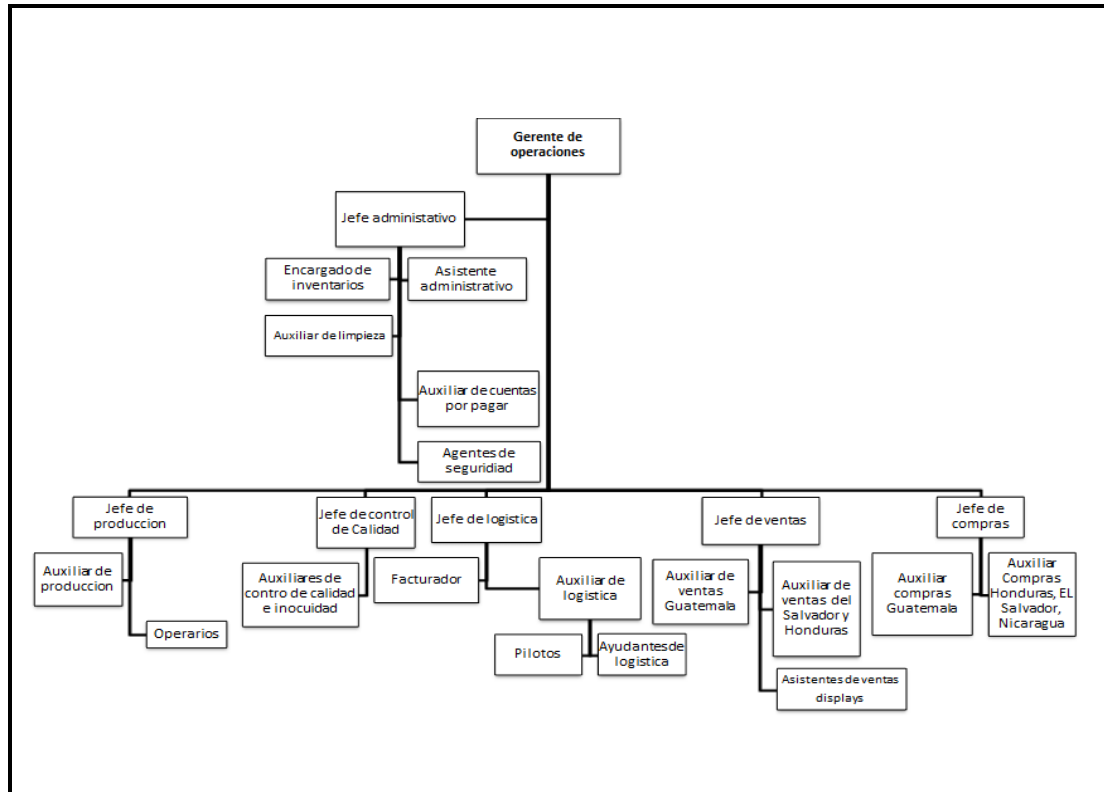 Gerente de
operaciones
Jefe administativo
Encargado de
inventarios
Asistente
administrativo
Auxiliar de limpieza
Auxiliar de cuentas
por pagar
Agentes de
seguridiad
Jefe de
produccion
Jefe de control
de Calidad
Jefe de logistica
Jefe de ventas
Jefe de
compras
Auxiliar de
produccion
Operarios
Auxiliares de
contro de calidad
e inocuidad
Facturador
Auxiliar de
logistica
Pilotos
Ayudantes de
logistica
Auxiliar de
ventas
Guatemala
Auxiliar de
ventas del
Salvador y
Honduras
Asistentes de ventas
displays
Auxiliar
compras
Guatemala
Auxiliar
Compras
Honduras, EL
Salvador,
Nicaragua